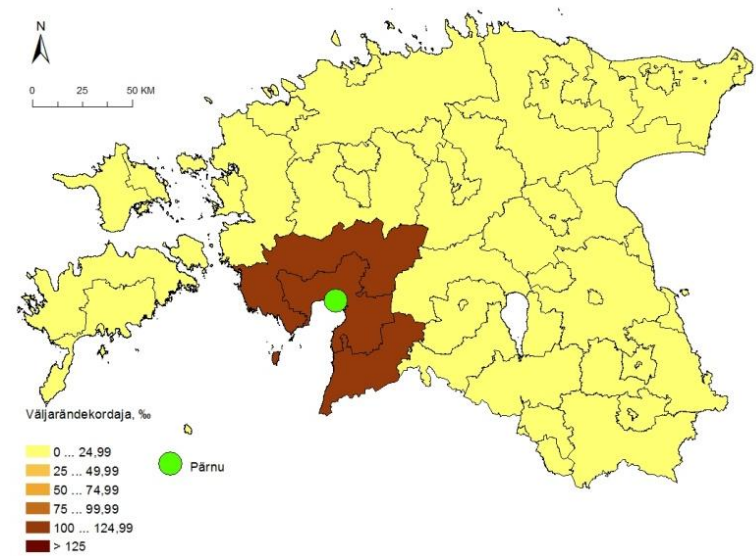 N
0 25 50 KM
Väljarändekordaja, ‰
0 ... 24,99
25 ... 49,99
50 ... 74,99
75 ... 99,99
100 ... 124,99
> 125
Pärnu